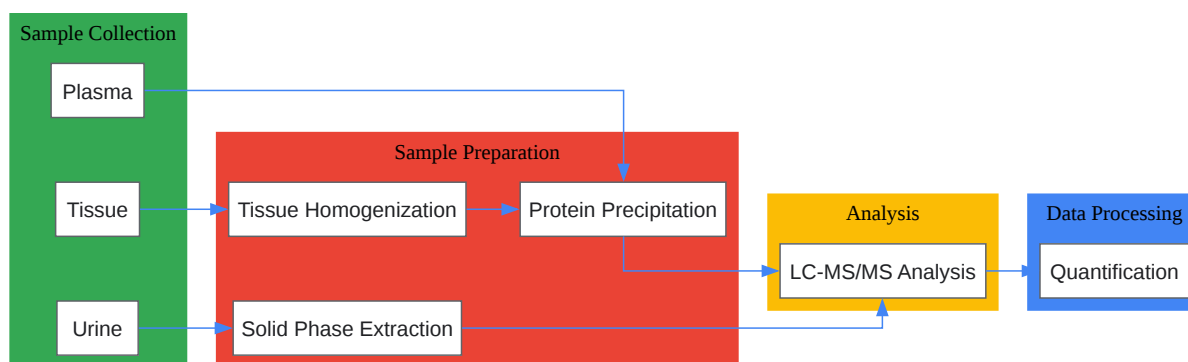 Sample Collection
Plasma
Sample Preparation
Tissue
Tissue Homogenization
Protein Precipitation
Analysis
Data Processing
LC-MS/MS Analysis
Quantification
Urine
Solid Phase Extraction